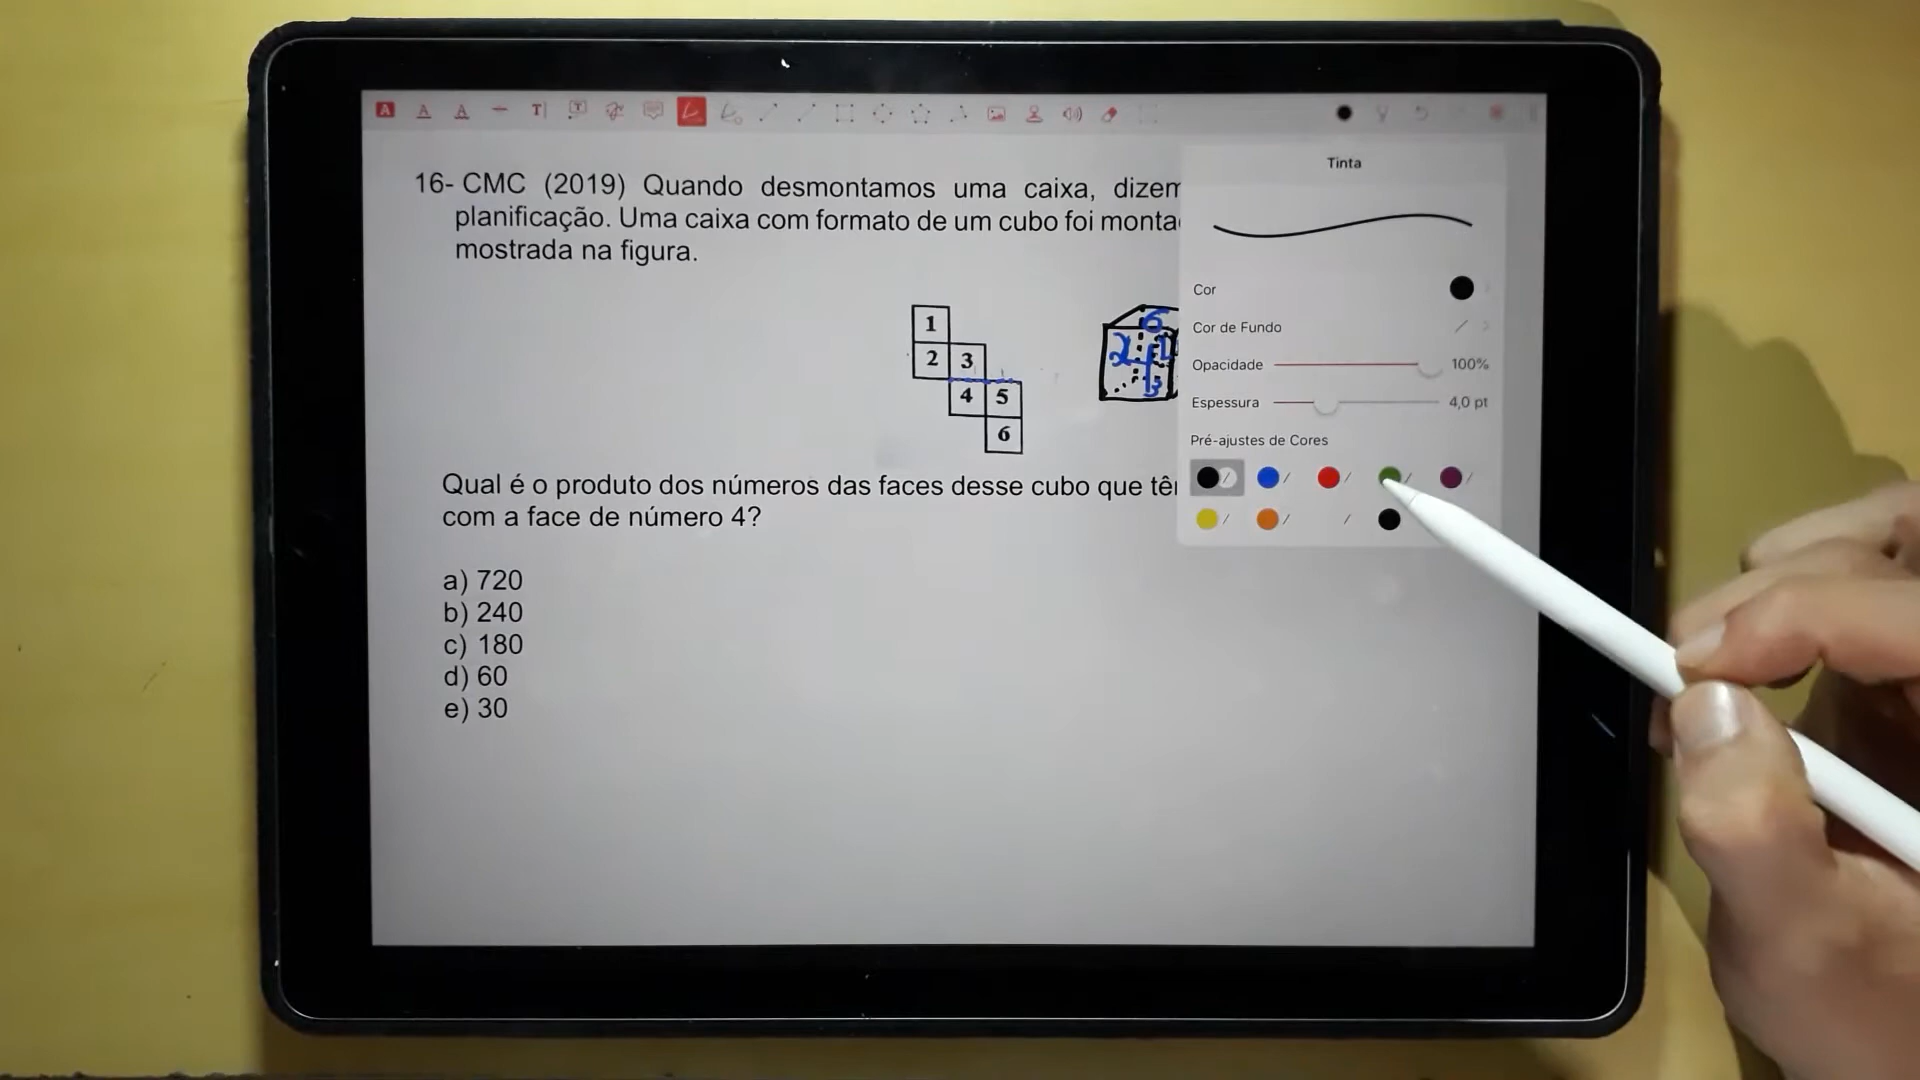 Tinta
16- CMC (2019) Quando desmontamos uma caixa,
planificação. Uma caixa com formato de um cubo foi
mostrada na figura.
Cor
Cor de Fundo
Opacidade 100%
Espessura 4,0 pt
Pré-ajustes de Cores
1
2 3
4 5
6
6
2
3
Qual é o produto dos números das faces desse cubo que
com a face de número 4?
a) 720
b) 240
c) 180
d) 60
e) 30